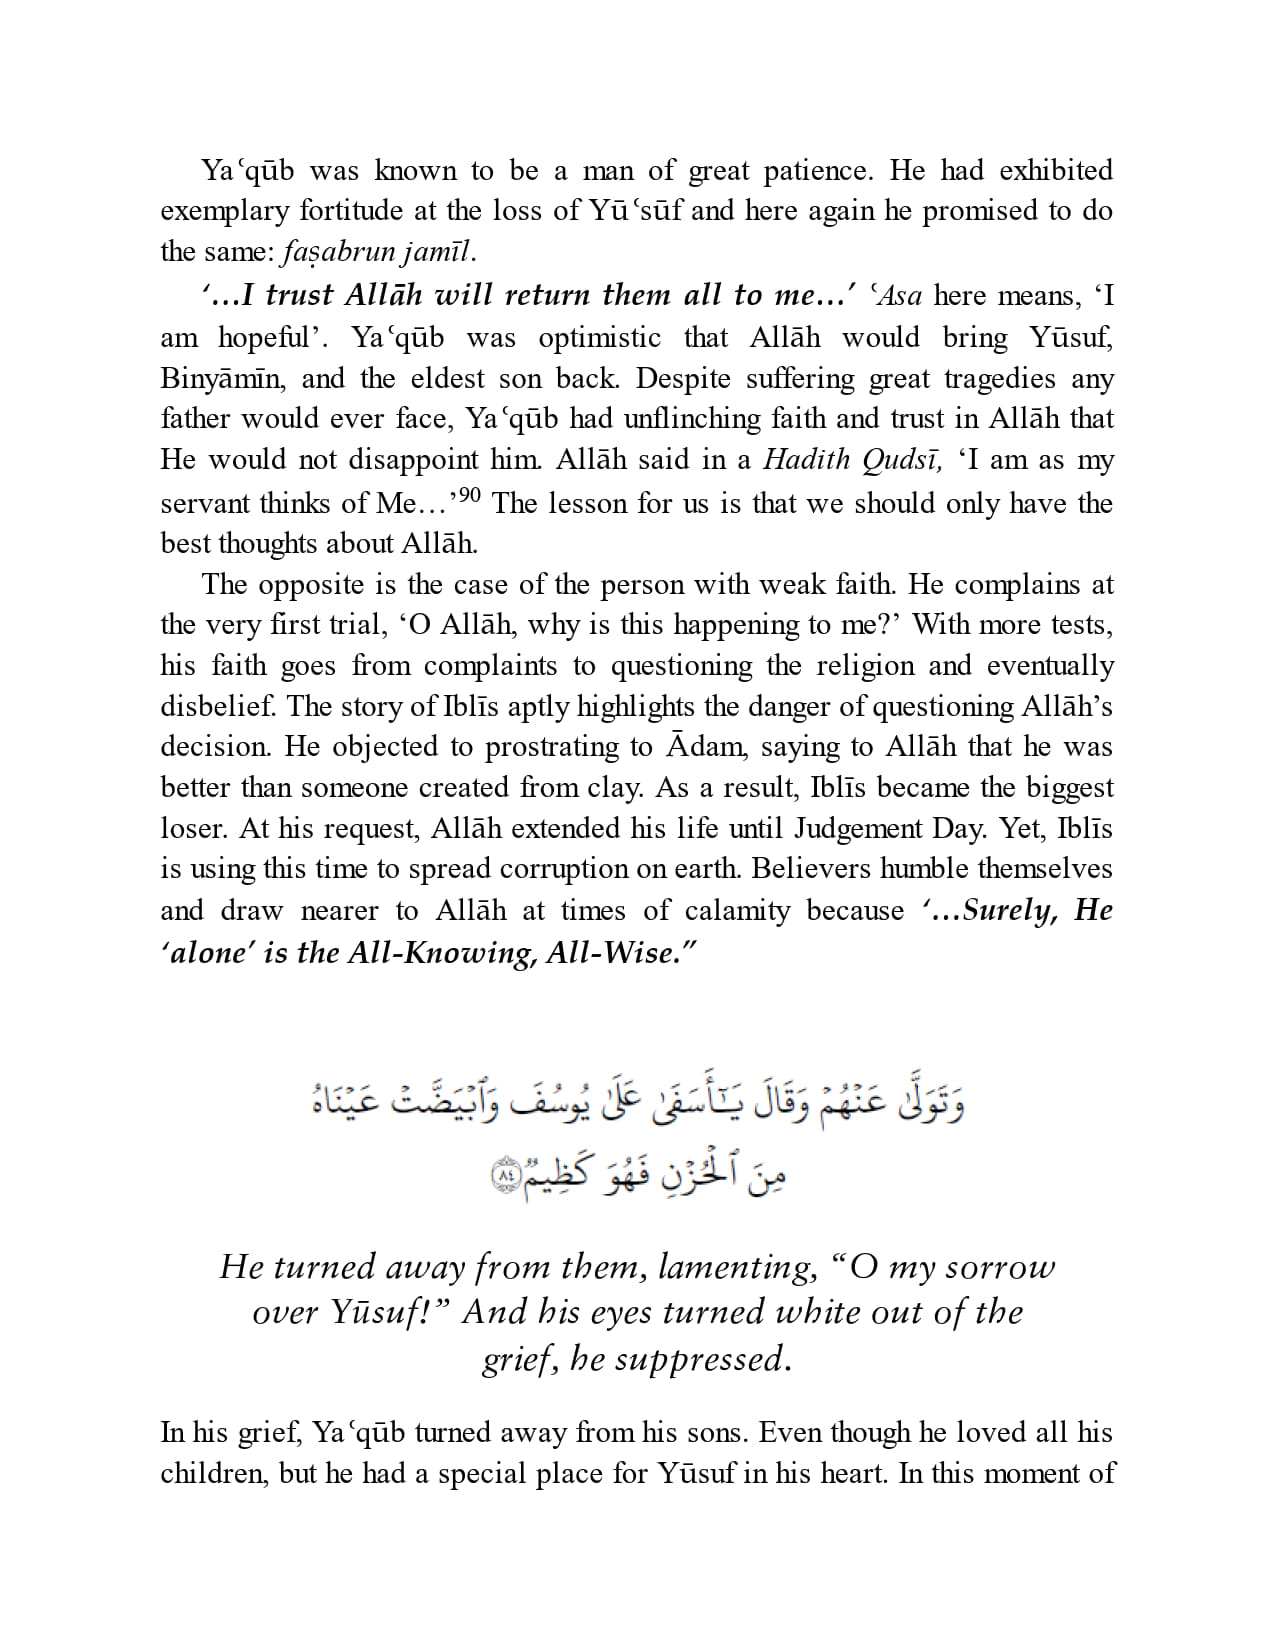 Yaʿqūb was known to be a man of great patience. He had exhibited
exemplary fortitude at the loss of Yūʿsūf and here again he promised to do
the same: faṣabrun jamīl.
‘…I trust Allāh will return them all to me…’ ʿAsa here means, ‘I
am hopeful’. Yaʿqūb was optimistic that Allāh would bring Yūsuf,
Binyāmīn, and the eldest son back. Despite suffering great tragedies any
father would ever face, Yaʿqūb had unflinching faith and trust in Allāh that
He would not disappoint him. Allāh said in a Hadith Qudsī, ‘I am as my
servant thinks of Me…’90 The lesson for us is that we should only have the
best thoughts about Allāh.
The opposite is the case of the person with weak faith. He complains at
the very first trial, ‘O Allāh, why is this happening to me?’ With more tests,
his faith goes from complaints to questioning the religion and eventually
disbelief. The story of Iblīs aptly highlights the danger of questioning Allāh’s
decision. He objected to prostrating to Ādam, saying to Allāh that he was
better than someone created from clay. As a result, Iblīs became the biggest
loser. At his request, Allāh extended his life until Judgement Day. Yet, Iblīs
is using this time to spread corruption on earth. Believers humble themselves
and draw nearer to Allāh at times of calamity because ‘…Surely, He
‘alone’ is the All-Knowing, All-Wise.”
وَتَوَلَّىٰ عَنْهُمْ وَقَالَ يَـٰٓأَسَفَىٰ عَلَىٰ يُوسُفَ وَٱبْيَضَّتْ عَيْنَاهُ
مِنَ ٱلْحُزْنِ فَهُوَ كَظِيمٌ ۝٨٤
He turned away from them, lamenting, “O my sorrow
over Yūsuf!” And his eyes turned white out of the
grief, he suppressed.
In his grief, Yaʿqūb turned away from his sons. Even though he loved all his
children, but he had a special place for Yūsuf in his heart. In this moment of